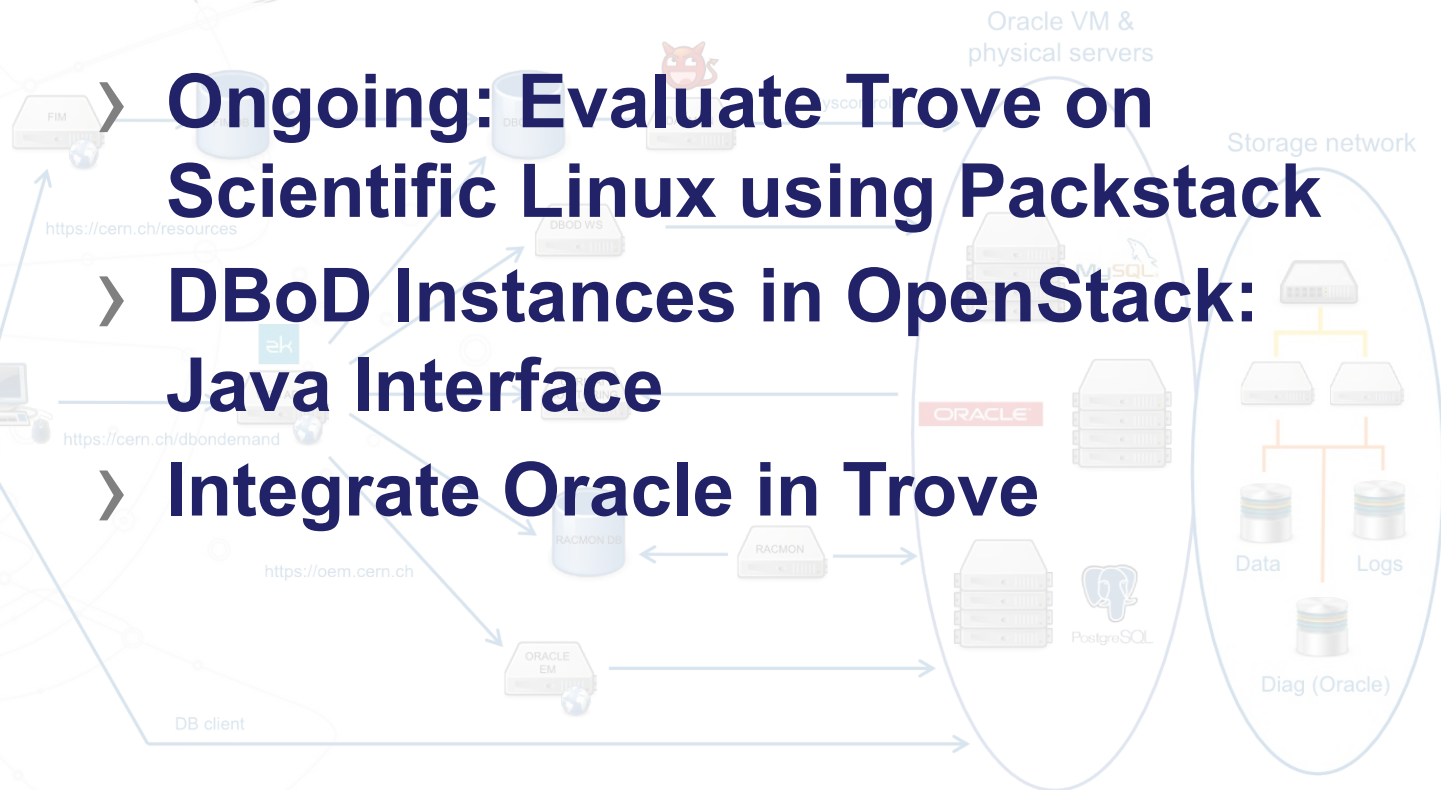 Oracle VM &
physical servers
› Ongoing: Evaluate Trove on
Scientific Linux using Packstack
FIM
Storage network
https://cern.ch/resources
DBOD WS
› DBoD Instances in OpenStack:
Java Interface
MySQL
zk
ORACLE
https://cern.ch/dbondemand
› Integrate Oracle in Trove
RACMON DB
RACMON
https://oem.cern.ch
Data
Logs
PostgreSQL
ORACLE
EM
Diag (Oracle)
DB client